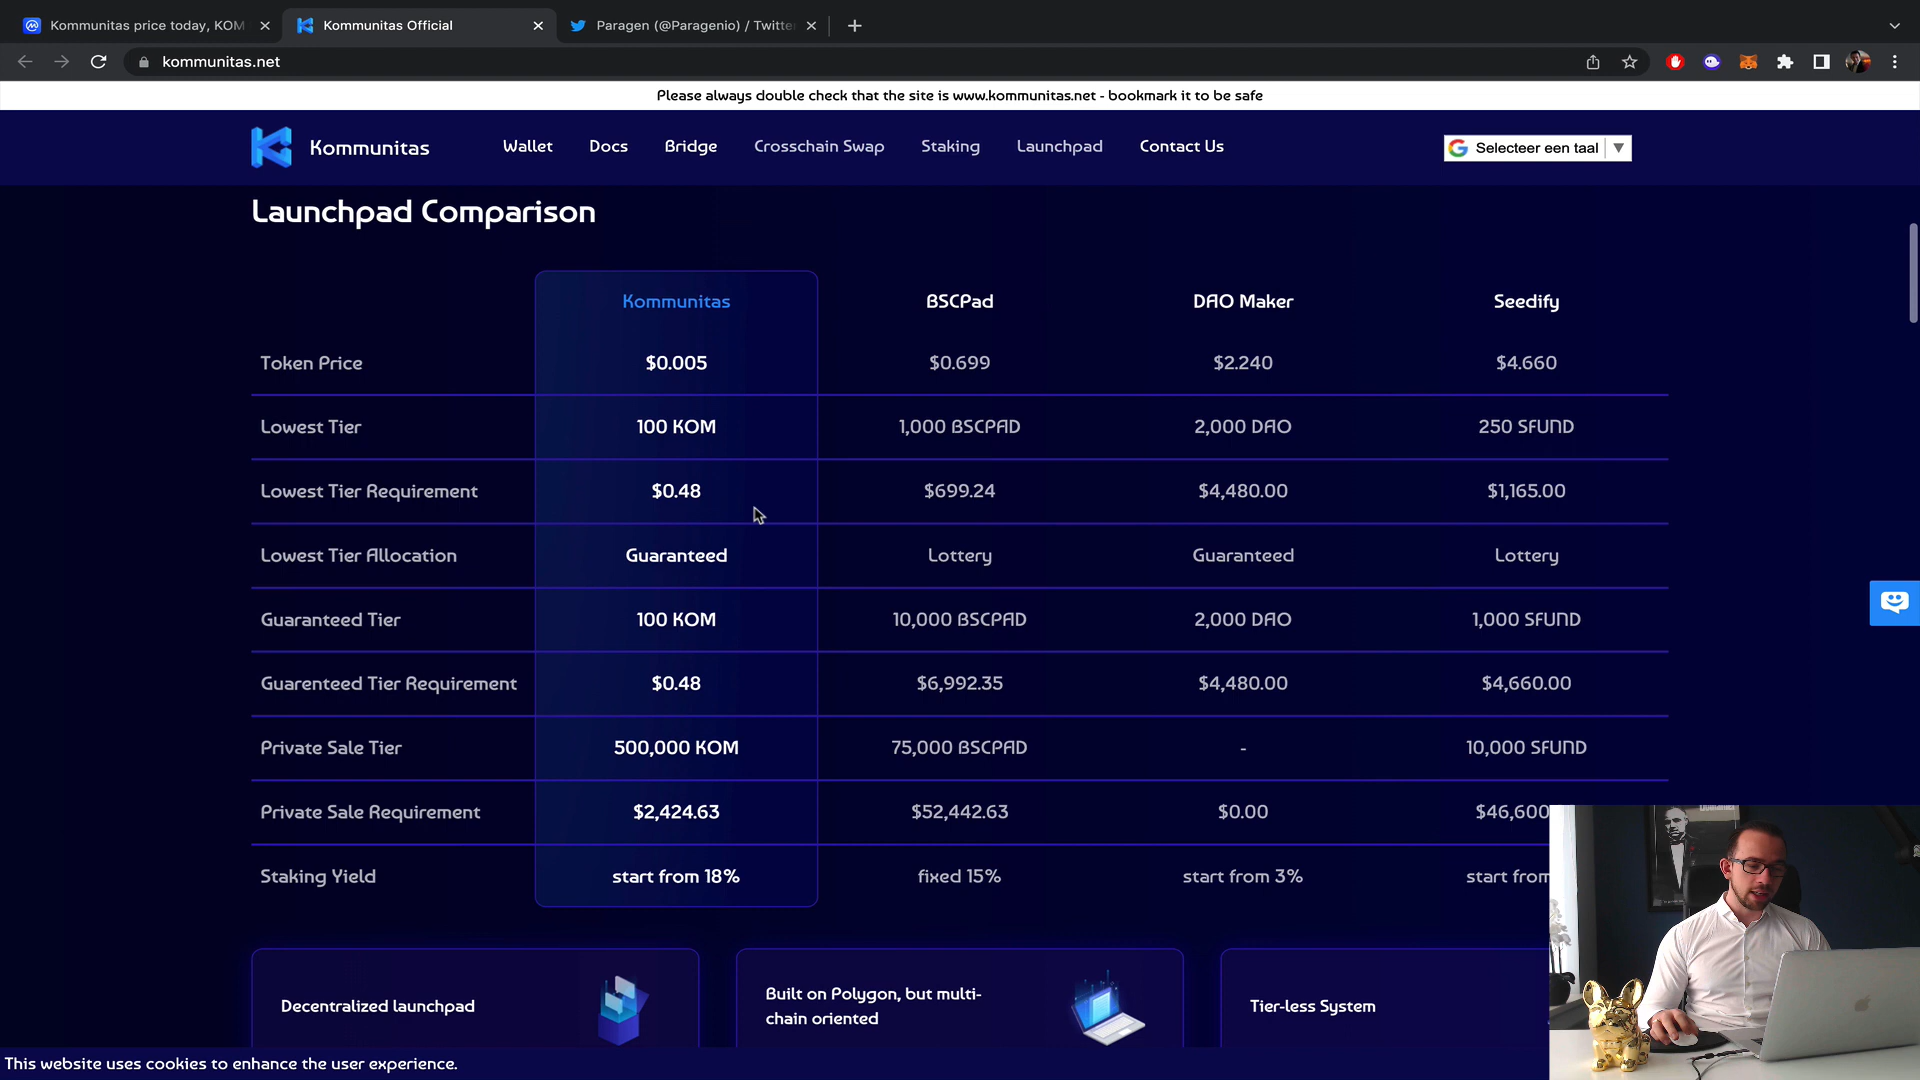 Kommunitas price today, KOM
Kommunitas Official
Paragen (@Paragenio) / Twitte
kommunitas.net
Please always double check that the site is www.kommunitas.net - bookmark it to be safe
Kommunitas
Wallet
Docs
Bridge
Crosschain Swap
Staking
Launchpad
Contact Us
Selecteer een taal
Launchpad Comparison
Kommunitas BSCPad DAO Maker Seedify
Token Price $0.005 $0.699 $2.240 $4.660
Lowest Tier 100 KOM 1,000 BSCPAD 2,000 DAO 250 SFUND
Lowest Tier Requirement $0.48 $699.24 $4,480.00 $1,165.00
Lowest Tier Allocation Guaranteed Lottery Guaranteed Lottery
Guaranteed Tier 100 KOM 10,000 BSCPAD 2,000 DAO 1,000 SFUND
Guarenteed Tier Requirement $0.48 $6,992.35 $4,480.00 $4,660.00
Private Sale Tier 500,000 KOM 75,000 BSCPAD - 10,000 SFUND
Private Sale Requirement $2,424.63 $52,442.63 $0.00 $46,600
Staking Yield start from 18% fixed 15% start from 3% start from
Decentralized launchpad
Built on Polygon, but multi-
chain oriented
Tier-less System
This website uses cookies to enhance the user experience.